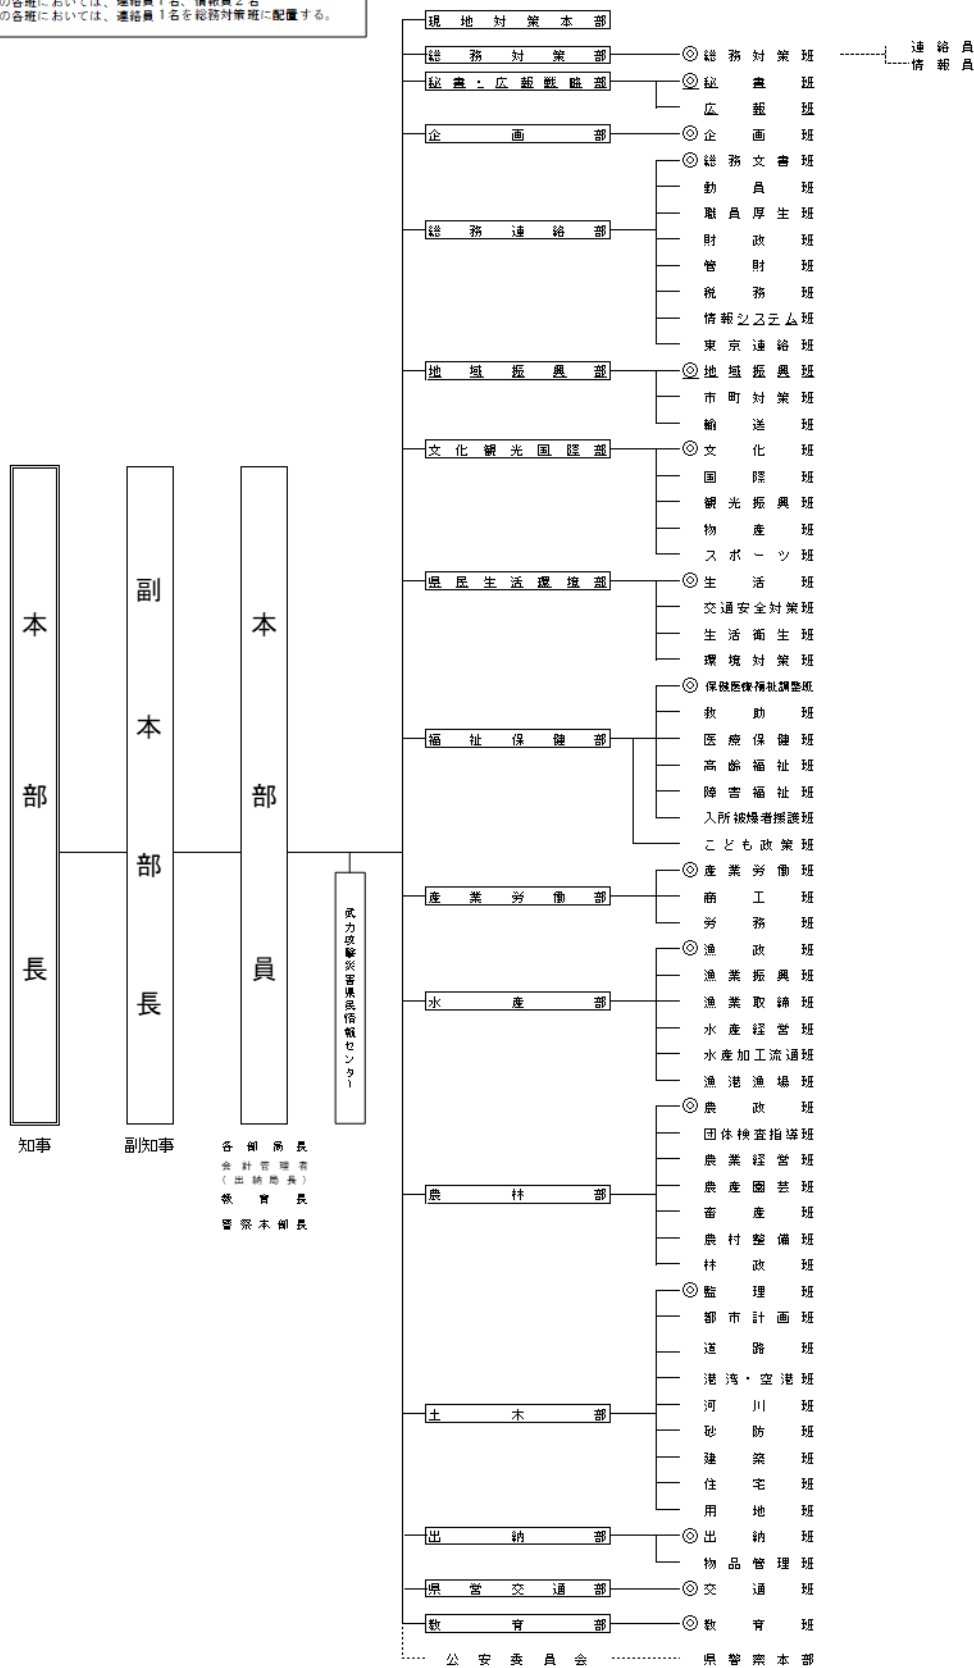 の各班においては、連絡員1名、情報員2名
の各班においては、連絡員1名を総務対策班に配置する。
現地対策本部
総務対策部 ◎総務対策班 連絡員
情報員
秘書・広報戦略部 ◎秘書班
広報班
企画部 ◎企画班
総務連絡部 ◎総務文書班
動員班
職員厚生班
財政班
管財班
税務班
情報システム班
東京連絡班
地域振興部 ◎地域振興班
市町対策班
輸送班
文化観光国際部 ◎文化班
国際班
観光振興班
物産班
スポーツ班
県民生活環境部 ◎生活班
交通安全対策班
生活衛生班
環境対策班
福祉保健部 ◎保健医療福祉調整班
救助班
医療保健班
高齢福祉班
障害福祉班
入所被爆者援護班
こども政策班
産業労働部 ◎産業労働班
商工班
労務班
水産部 ◎漁政班
漁業振興班
漁業取締班
水産経営班
水産加工流通班
漁港漁場班
農林部 ◎農政班
団体検査指導班
農業経営班
農産園芸班
畜産班
農村整備班
林政班
土木部 ◎監理班
都市計画班
道路班
港湾・空港班
河川班
砂防班
建築班
住宅班
用地班
出納部 ◎出納班
物品管理班
県営交通部 ◎交通班
教育部 ◎教育班
公安委員会 県警察本部
本部長
知事
副本部長
副知事
本部員
各部局長
会計管理者
(出納局長)
教育長
警察本部長
武力攻撃災害県民情報センター